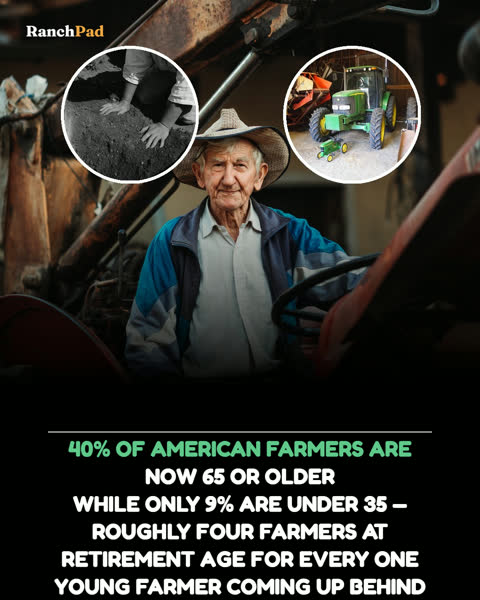 RanchPad
40% OF AMERICAN FARMERS ARE
NOW 65 OR OLDER
WHILE ONLY 9% ARE UNDER 35 —
ROUGHLY FOUR FARMERS AT
RETIREMENT AGE FOR EVERY ONE
YOUNG FARMER COMING UP BEHIND